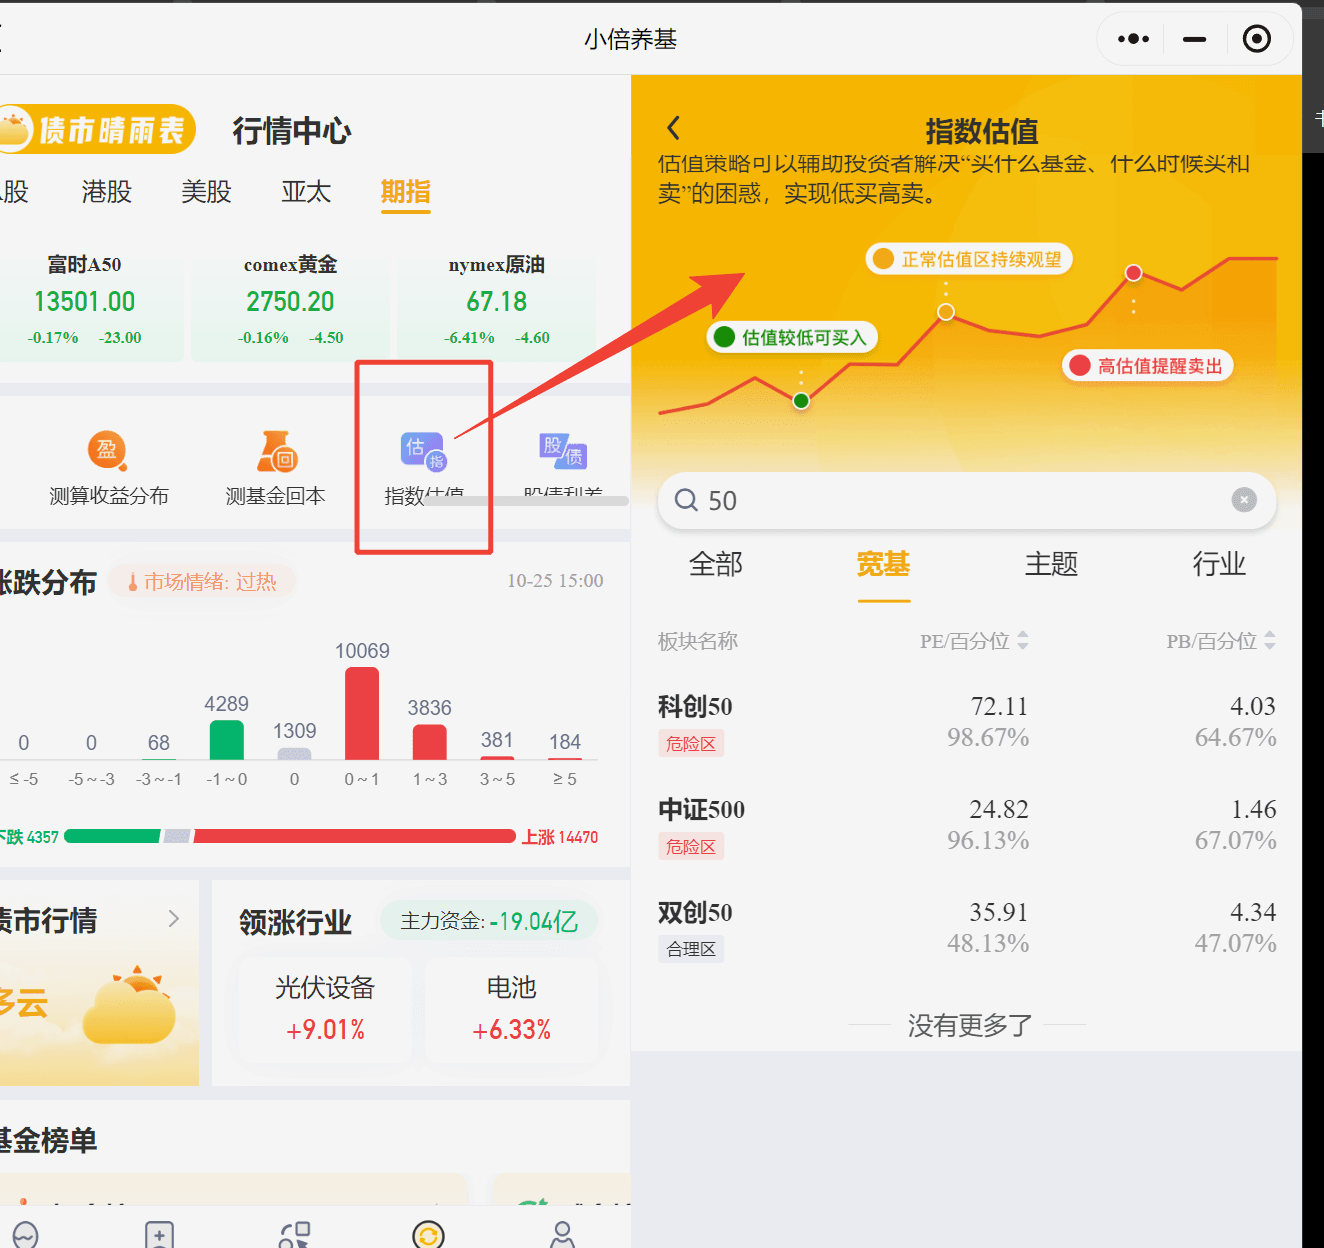 小倍养基
债市晴雨表
行情中心
股 港股 美股 亚太 期指
富时A50 comex黄金 nymex原油
13501.00 2750.20 67.18
-0.17% -23.00 -0.16% -4.50 -6.41% -4.60
测算收益分布 测基金回本 指数估值 股债利差
涨跌分布 市场情绪: 过热 10-25 15:00
0 0 68 4289 1309 10069 3836 381 184
≤ -5 -5 ~ -3 -3 ~ -1 -1 ~ 0 0 0 ~ 1 1 ~ 3 3 ~ 5 ≥ 5
下跌 4357 上涨 14470
债市行情
多云
领涨行业 主力资金: -19.04亿
光伏设备 电池
+9.01% +6.33%
基金榜单
指数估值
估值策略可以辅助投资者解决“买什么基金、什么时候买和
卖”的困惑，实现低买高卖。
正常估值区持续观望
估值较低可买入
高估值提醒卖出
50
全部 宽基 主题 行业
板块名称 PE/百分位 PB/百分位
科创50 72.11 4.03
危险区 98.67% 64.67%
中证500 24.82 1.46
危险区 96.13% 67.07%
双创50 35.91 4.34
合理区 48.13% 47.07%
没有更多了